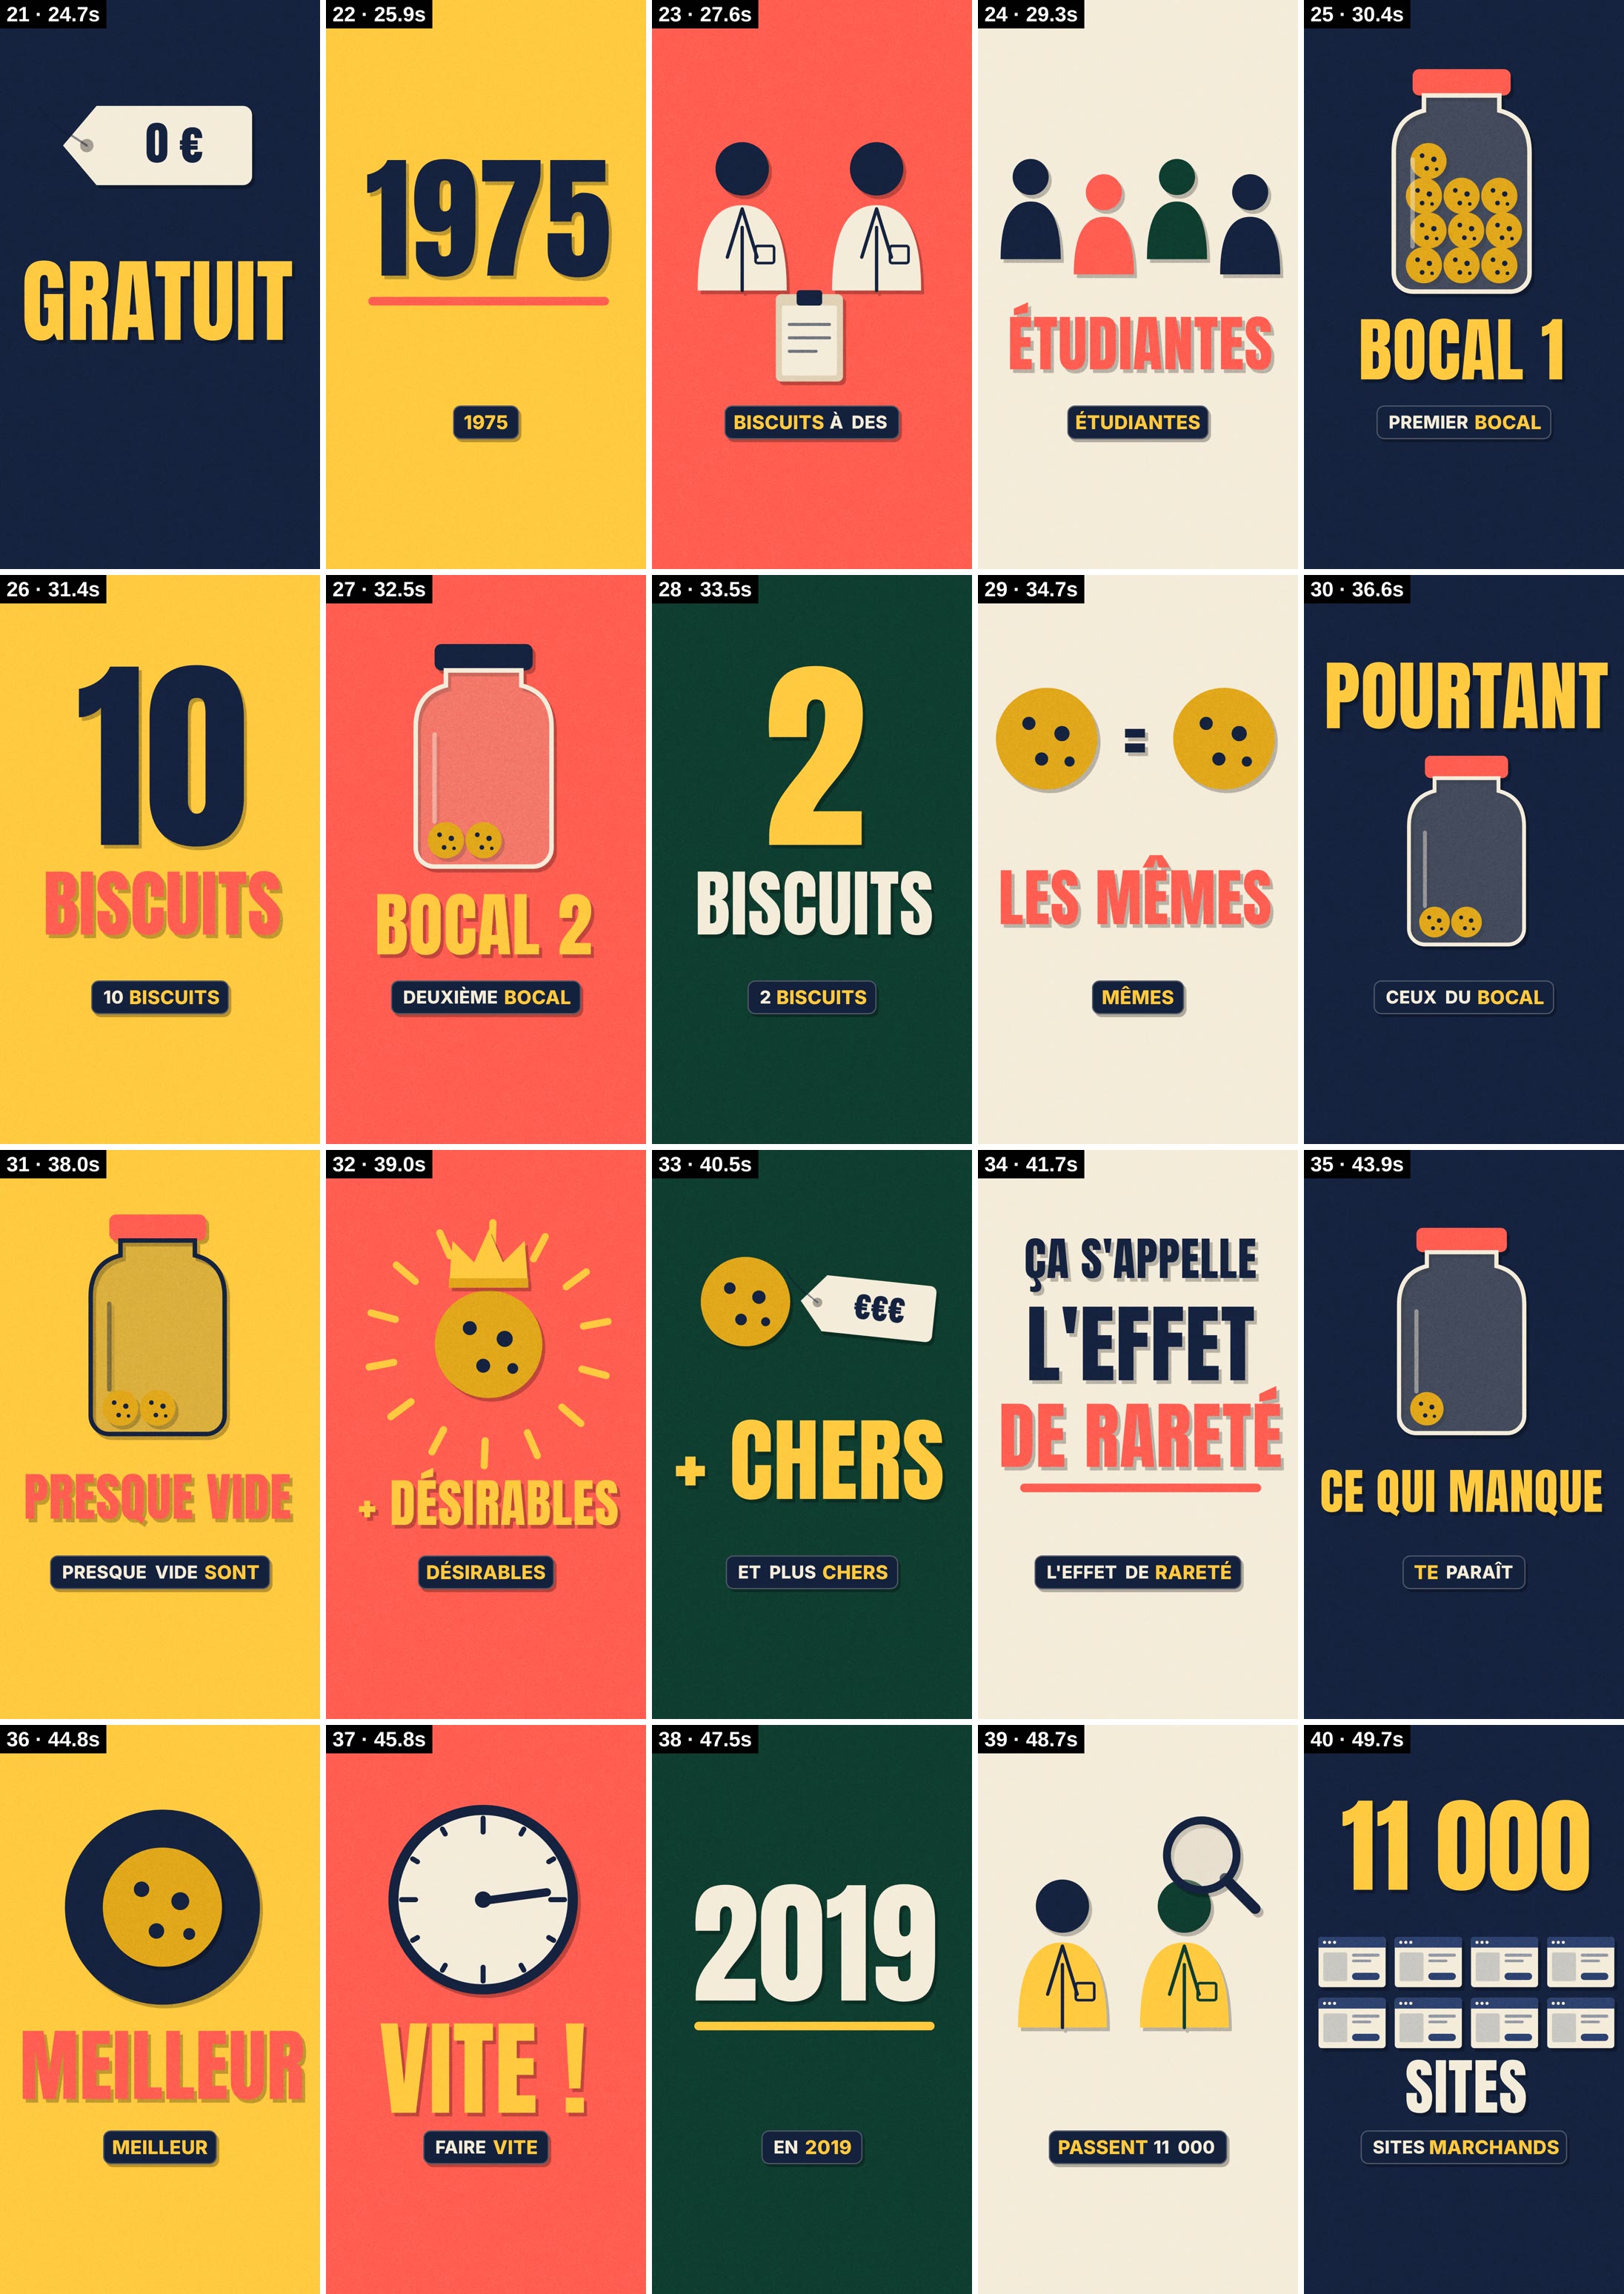 21 · 24.7s
0 €
GRATUIT
22 · 25.9s
1975
1975
23 · 27.6s
BISCUITS À DES
24 · 29.3s
ÉTUDIANTES
ÉTUDIANTES
25 · 30.4s
BOCAL 1
PREMIER BOCAL
26 · 31.4s
10
BISCUITS
10 BISCUITS
27 · 32.5s
BOCAL 2
DEUXIÈME BOCAL
28 · 33.5s
2
BISCUITS
2 BISCUITS
29 · 34.7s
=
LES MÊMES
MÊMES
30 · 36.6s
POURTANT
CEUX DU BOCAL
31 · 38.0s
PRESQUE VIDE
PRESQUE VIDE SONT
32 · 39.0s
+ DÉSIRABLES
DÉSIRABLES
33 · 40.5s
€€€
+ CHERS
ET PLUS CHERS
34 · 41.7s
ÇA S'APPELLE
L'EFFET
DE RARETÉ
L'EFFET DE RARETÉ
35 · 43.9s
CE QUI MANQUE
TE PARAÎT
36 · 44.8s
MEILLEUR
MEILLEUR
37 · 45.8s
VITE !
FAIRE VITE
38 · 47.5s
2019
EN 2019
39 · 48.7s
PASSENT 11 000
40 · 49.7s
11 000
SITES
SITES MARCHANDS